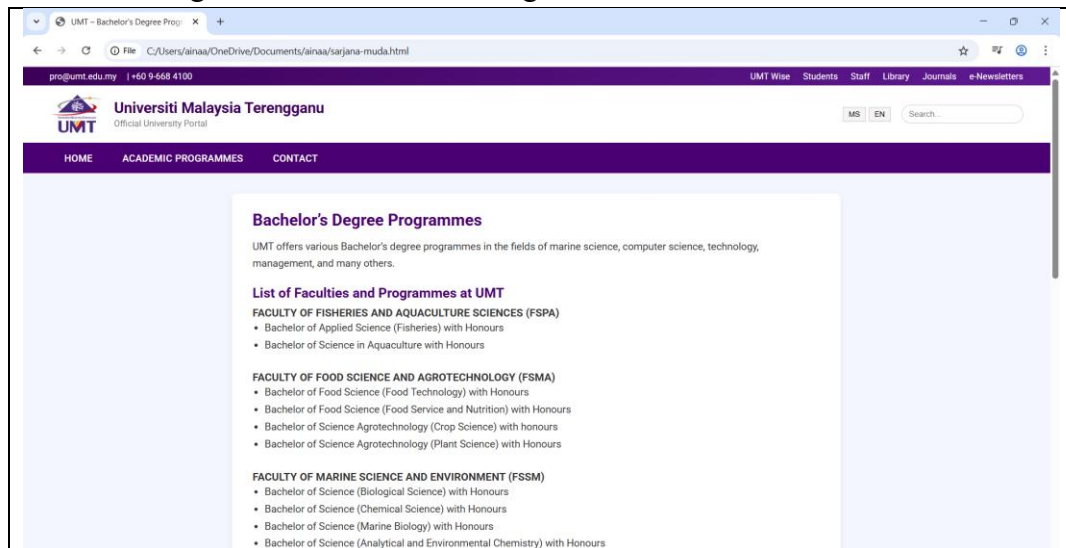 UMT – Bachelor's Degree Progr
File C:/Users/ainaa/OneDrive/Documents/ainaa/sarjana-muda.html
pro@umt.edu.my | +60 9-668 4100 UMT Wise Students Staff Library Journals e-Newsletters
UMT
Universiti Malaysia Terengganu
Official University Portal
MS EN Search...
HOME ACADEMIC PROGRAMMES CONTACT
Bachelor's Degree Programmes
UMT offers various Bachelor's degree programmes in the fields of marine science, computer science, technology,
management, and many others.
List of Faculties and Programmes at UMT
FACULTY OF FISHERIES AND AQUACULTURE SCIENCES (FSPA)
• Bachelor of Applied Science (Fisheries) with Honours
• Bachelor of Science in Aquaculture with Honours
FACULTY OF FOOD SCIENCE AND AGROTECHNOLOGY (FSMA)
• Bachelor of Food Science (Food Technology) with Honours
• Bachelor of Food Science (Food Service and Nutrition) with Honours
• Bachelor of Science Agrotechnology (Crop Science) with honours
• Bachelor of Science Agrotechnology (Plant Science) with Honours
FACULTY OF MARINE SCIENCE AND ENVIRONMENT (FSSM)
• Bachelor of Science (Biological Science) with Honours
• Bachelor of Science (Chemical Science) with Honours
• Bachelor of Science (Marine Biology) with Honours
• Bachelor of Science (Analytical and Environmental Chemistry) with Honours